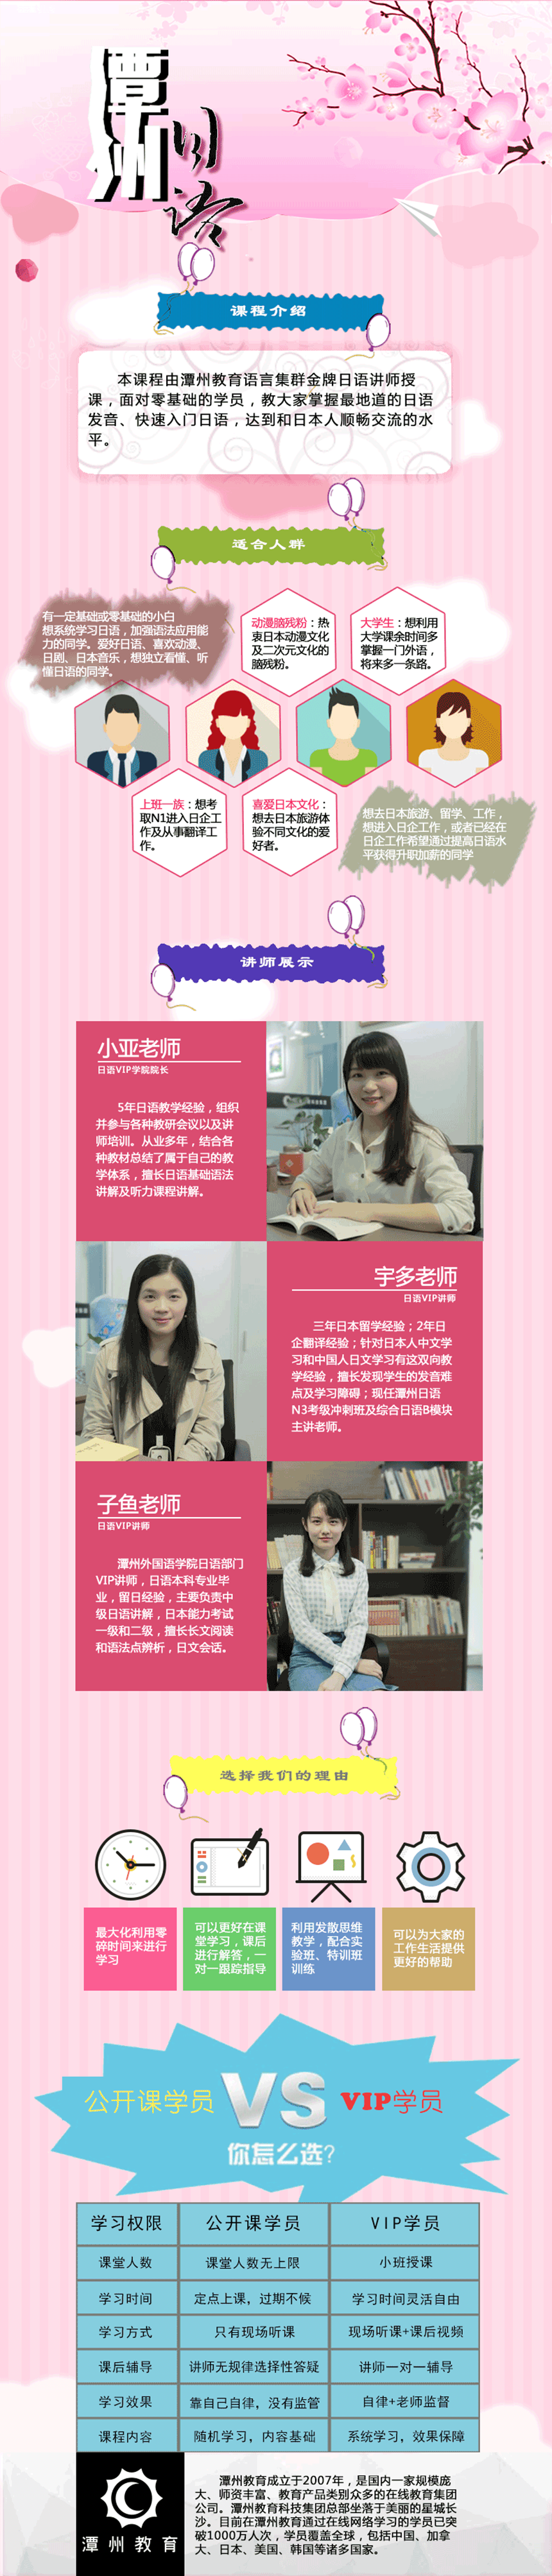 潭州
日语
课程介绍
本课程由潭州教育语言集群金牌日语讲师授
课，面对零基础的学员，教大家掌握最地道的日语
发音、快速入门日语，达到和日本人顺畅交流的水
平。
适合人群
有一定基础或零基础的小白
想系统学习日语，加强语法应用能
力的同学。爱好日语、喜欢动漫、
日剧、日本音乐，想独立看懂、听
懂日语的同学。
动漫脑残粉：热
衷日本动漫文化
及二次元文化的
脑残粉。
大学生：想利用
大学课余时间多
掌握一门外语，
将来多一条路。
上班一族：想考
取N1进入日企工
作及从事翻译工
作。
喜爱日本文化：
想去日本旅游体
验不同文化的爱
好者。
想去日本旅游、留学、工作，
想进入日企工作，或者已经在
日企工作希望通过提高日语水
平获得升职加薪的同学
讲师展示
小亚老师
日语VIP学院院长
5年日语教学经验，组织
并参与各种教研会议以及讲
师培训。从业多年，结合各
种教材总结了属于自己的教
学体系，擅长日语基础语法
讲解及听力课程讲解。
宇多老师
日语VIP讲师
三年日本留学经验；2年日
企翻译经验；针对日本人中文学
习和中国人日文学习有这双向教
学经验，擅长发现学生的发音难
点及学习障碍；现任潭州日语
N3考级冲刺班及综合日语B模块
主讲老师。
子鱼老师
日语VIP讲师
潭州外国语学院日语部门
VIP讲师，日语本科专业毕
业，留日经验，主要负责中
级日语讲解，日本能力考试
一级和二级，擅长长文阅读
和语法点辨析，日文会话。
选择我们的理由
最大化利用零
碎时间来进行
学习
可以更好在课
堂学习，课后
进行解答，一
对一跟踪指导
利用发散思维
教学，配合实
验班、特训班
训练
可以为大家的
工作生活提供
更好的帮助
公开课学员 VS VIP学员
你怎么选?
学习权限 公开课学员 VIP学员
课堂人数 课堂人数无上限 小班授课
学习时间 定点上课，过期不候 学习时间灵活自由
学习方式 只有现场听课 现场听课+课后视频
课后辅导 讲师无规律选择性答疑 讲师一对一辅导
学习效果 靠自己自律，没有监管 自律+老师监督
课程内容 随机学习，内容基础 系统学习，效果保障
潭州教育
潭州教育成立于2007年，是国内一家规模庞
大、师资丰富、教育产品类别众多的在线教育集团
公司。潭州教育科技集团总部坐落于美丽的星城长
沙。目前在潭州教育通过在线网络学习的学员已突
破1000万人次，学员覆盖全球，包括中国、加拿
大、日本、美国、韩国等诸多国家。